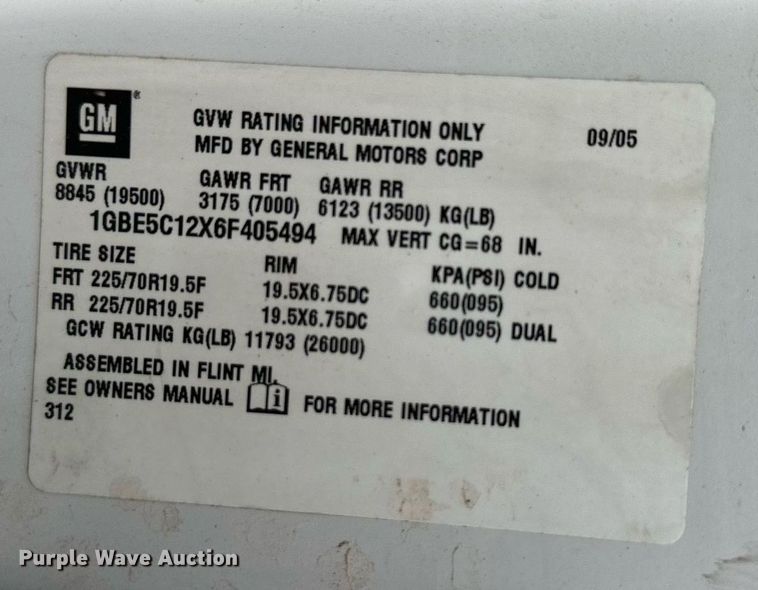 GM ®
GVW RATING INFORMATION ONLY 09/05
MFD BY GENERAL MOTORS CORP
GVWR GAWR FRT GAWR RR
8845 (19500) 3175 (7000) 6123 (13500) KG(LB)
1GBE5C12X6F405494 MAX VERT CG=68 IN.
TIRE SIZE RIM KPA(PSI) COLD
FRT 225/70R19.5F 19.5X6.75DC 660(095)
RR 225/70R19.5F 19.5X6.75DC 660(095) DUAL
GCW RATING KG(LB) 11793 (26000)
ASSEMBLED IN FLINT MI.
SEE OWNERS MANUAL i FOR MORE INFORMATION
312
Purple Wave Auction